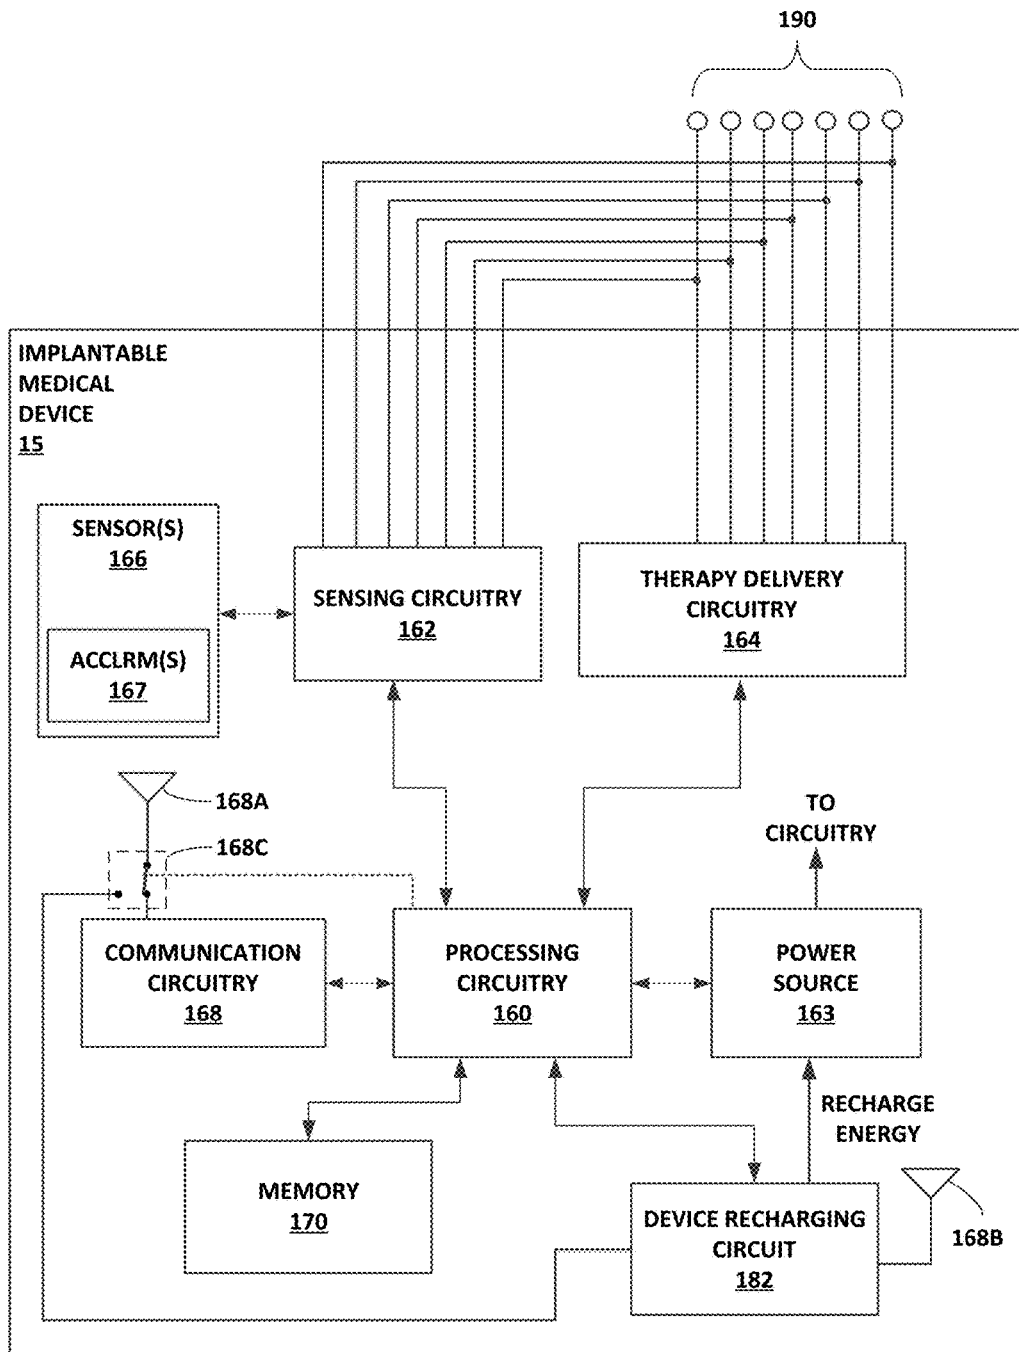 190
IMPLANTABLE
MEDICAL
DEVICE
15
SENSOR(S)
166
ACCLRM(S)
167
SENSING CIRCUITRY
162
THERAPY DELIVERY
CIRCUITRY
164
168A
168C
TO
CIRCUITRY
COMMUNICATION
CIRCUITRY
168
PROCESSING
CIRCUITRY
160
POWER
SOURCE
163
RECHARGE
ENERGY
MEMORY
170
DEVICE RECHARGING
CIRCUIT
182
168B